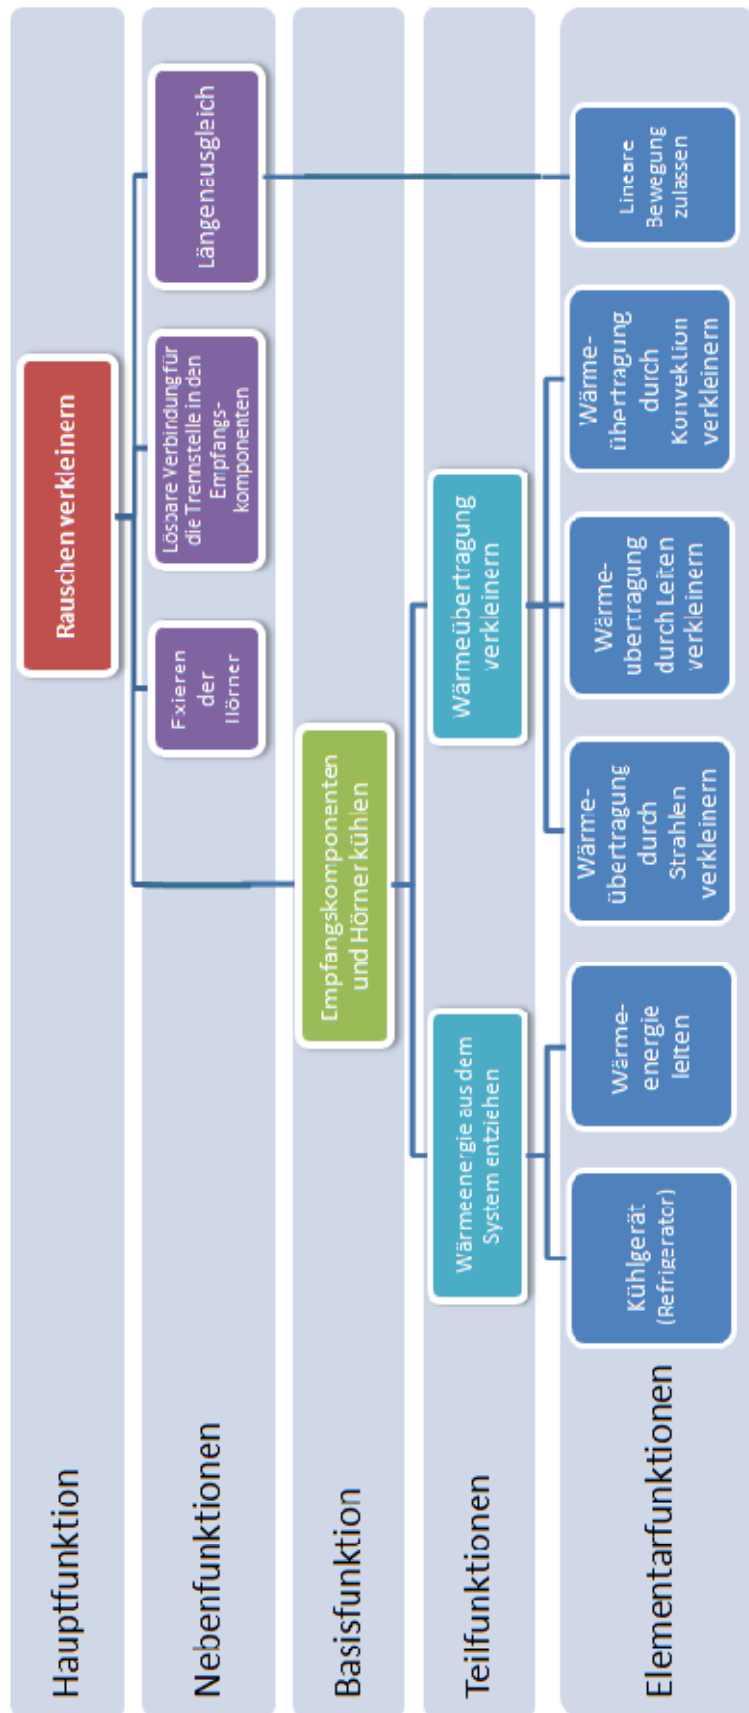 Hauptfunktion
Rauschen verkleinern
Nebenfunktionen
Fixieren
der
Hörner
Lösbare Verbindung für
die Trennstelle in den
Empfangs-
komponenten
Längenausgleich
Basisfunktion
Empfangskomponenten
und Hörner kühlen
Teilfunktionen
Wärmeenergie aus dem
System entziehen
Wärmeübertragung
verkleinern
Elementarfunktionen
Kühlgerät
(Refrigerator)
Wärme-
energie
leiten
Wärme-
übertragung
durch
Strahlen
verkleinern
Wärme-
übertragung
durch Leiten
verkleinern
Wärme-
übertragung
durch
Konvektion
verkleinern
Lineare
Bewegung
zulassen